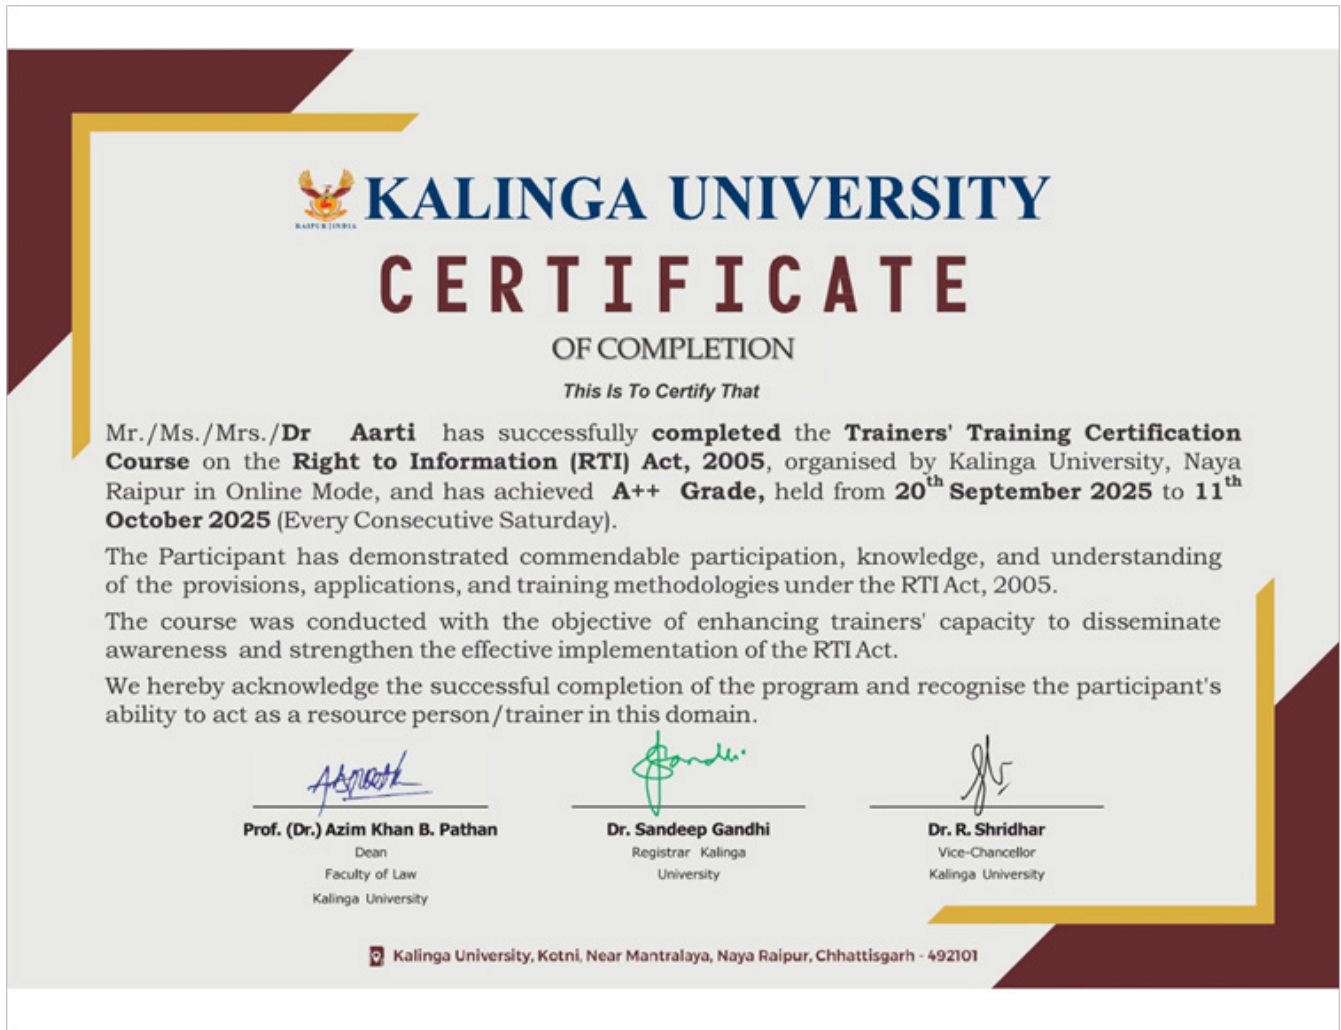 KALINGA UNIVERSITY
RAIPUR|INDIA
CERTIFICATE
OF COMPLETION
This Is To Certify That
Mr./Ms./Mrs./Dr Aarti has successfully completed the Trainers' Training Certification
Course on the Right to Information (RTI) Act, 2005, organised by Kalinga University, Naya
Raipur in Online Mode, and has achieved A++ Grade, held from 20th September 2025 to 11th
October 2025 (Every Consecutive Saturday).
The Participant has demonstrated commendable participation, knowledge, and understanding
of the provisions, applications, and training methodologies under the RTI Act, 2005.
The course was conducted with the objective of enhancing trainers' capacity to disseminate
awareness and strengthen the effective implementation of the RTI Act.
We hereby acknowledge the successful completion of the program and recognise the participant's
ability to act as a resource person/trainer in this domain.
Prof. (Dr.) Azim Khan B. Pathan
Dean
Faculty of Law
Kalinga University
Dr. Sandeep Gandhi
Registrar Kalinga
University
Dr. R. Shridhar
Vice-Chancellor
Kalinga University
Kalinga University, Kotni, Near Mantralaya, Naya Raipur, Chhattisgarh - 492101